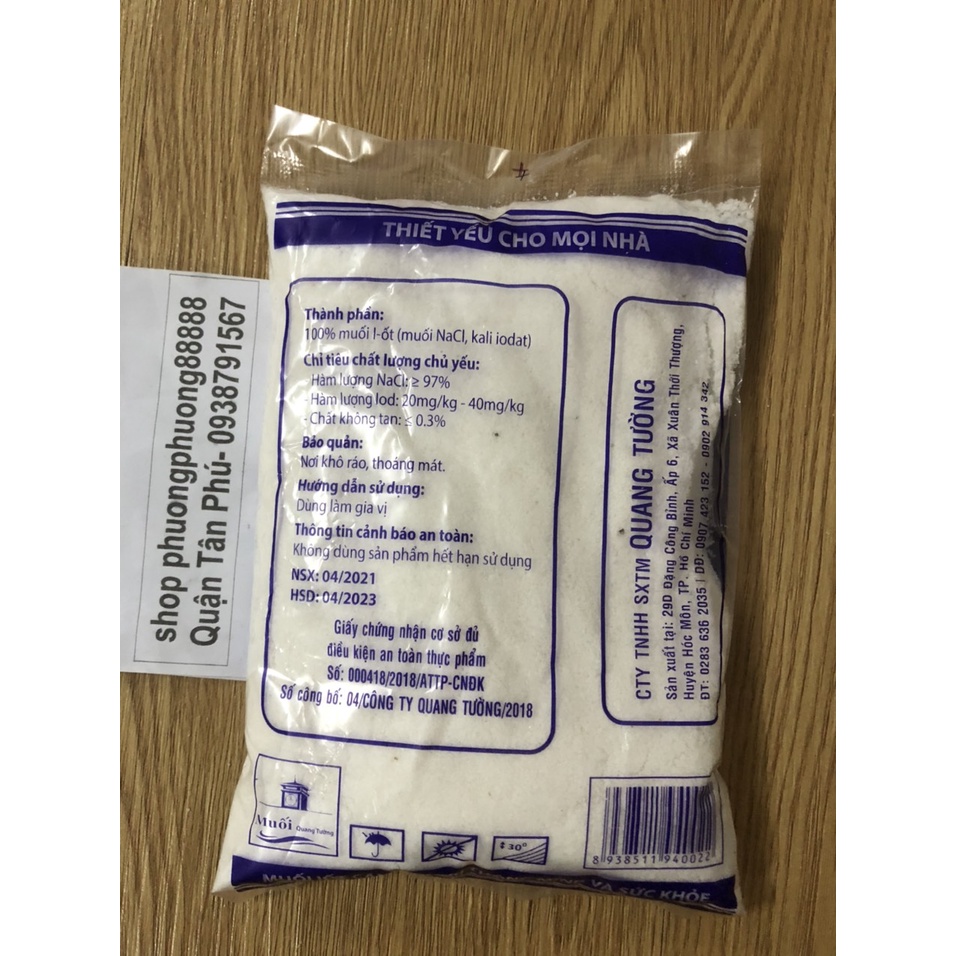 shop phuongphuong88888
Quận Tân Phú- 0938791567
THIẾT YẾU CHO MỌI NHÀ
Thành phần:
100% muối I-ốt (muối NaCl, kali iodat)
Chỉ tiêu chất lượng chủ yếu:
- Hàm lượng NaCl: ≥ 97%
- Hàm lượng Iod: 20mg/kg - 40mg/kg
- Chất không tan: ≤ 0.3%
Bảo quản:
Nơi khô ráo, thoáng mát.
Hướng dẫn sử dụng:
Dùng làm gia vị
Thông tin cảnh báo an toàn:
Không dùng sản phẩm hết hạn sử dụng
NSX: 04/2021
HSD: 04/2023
Giấy chứng nhận cơ sở đủ
điều kiện an toàn thực phẩm
Số: 000418/2018/ATTP-CNĐK
Số công bố: 04/CÔNG TY QUANG TƯỜNG/2018
CTY TNHH SXTM QUANG TƯỜNG
Sản xuất tại: 29D Đặng Công Bỉnh, Ấp 6, Xã Xuân Thới Thượng,
Huyện Hóc Môn, TP. Hồ Chí Minh
ĐT: 0283 636 2035 | DĐ: 0907 423 152 - 0902 914 342
Muối Quang Tường
30°
8 938511 940022
MUỐI VÀ SỨC KHỎE